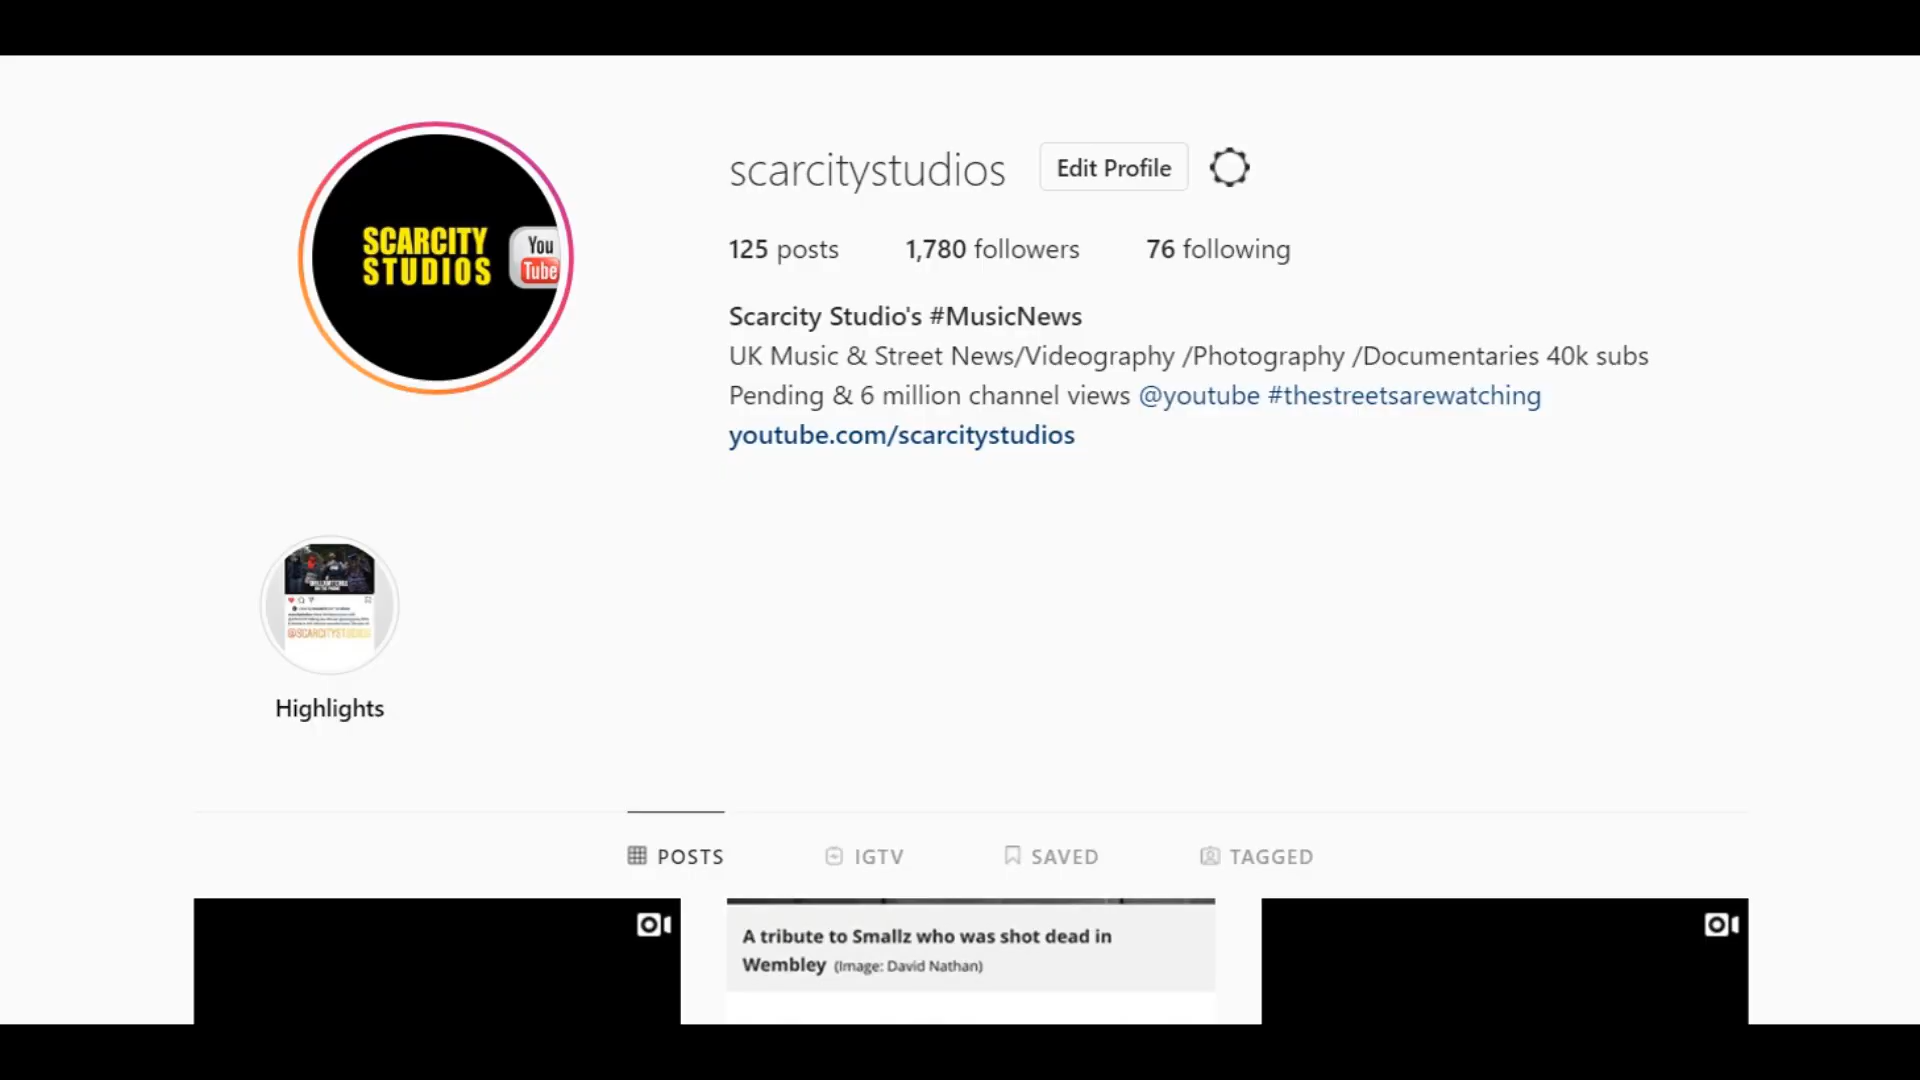 SCARCITY
STUDIOS
You
Tube
scarcitystudios
Edit Profile
125 posts
1,780 followers
76 following
Scarcity Studio's #MusicNews
UK Music & Street News/Videography /Photography /Documentaries 40k subs
Pending & 6 million channel views @youtube #thestreetsarewatching
youtube.com/scarcitystudios
@SCARCITYSTUDIOS
Highlights
POSTS
IGTV
SAVED
TAGGED
A tribute to Smallz who was shot dead in
Wembley (Image: David Nathan)